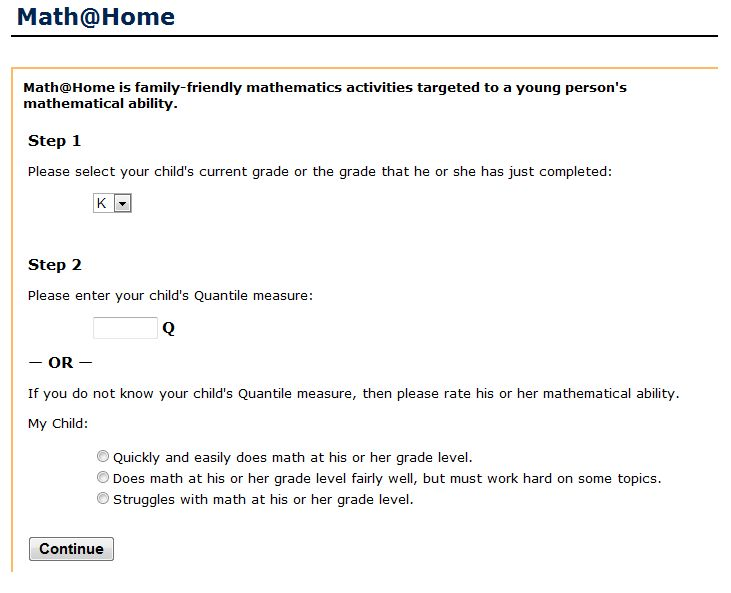 Math@Home
Math@Home is family-friendly mathematics activities targeted to a young person's
mathematical ability.
Step 1
Please select your child's current grade or the grade that he or she has just completed:
K
Step 2
Please enter your child's Quantile measure:
Q
— OR —
If you do not know your child's Quantile measure, then please rate his or her mathematical ability.
My Child:
Quickly and easily does math at his or her grade level.
Does math at his or her grade level fairly well, but must work hard on some topics.
Struggles with math at his or her grade level.
Continue